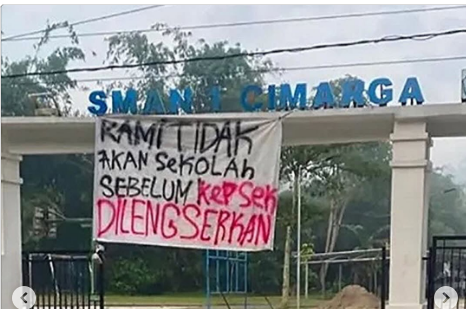 SMAN 1 CIMARGA
KAMI TIDAK
AKAN SEKOLAH
SEBELUM KEPSEK
DILENGSERKAN